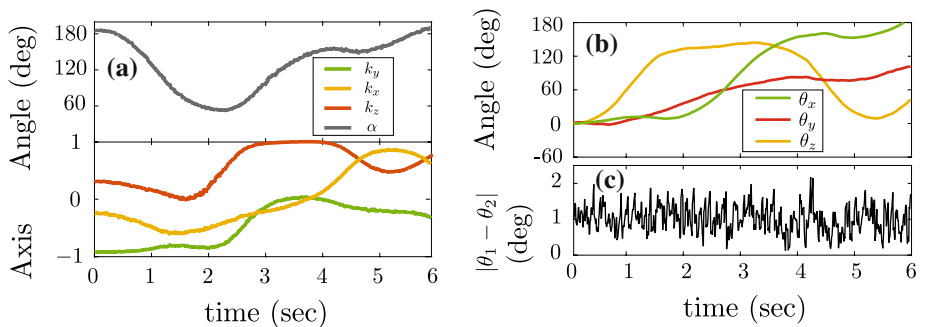 Angle (deg)
180
120
60
(a)
k_y
k_x
k_z
α
Axis
1
0
−1
0 1 2 3 4 5 6
time (sec)
Angle (deg)
180
120
60
0
-60
(b)
θ_x
θ_y
θ_z
|θ_1 − θ_2|
(deg)
2
1
0
(c)
0 1 2 3 4 5 6
time (sec)